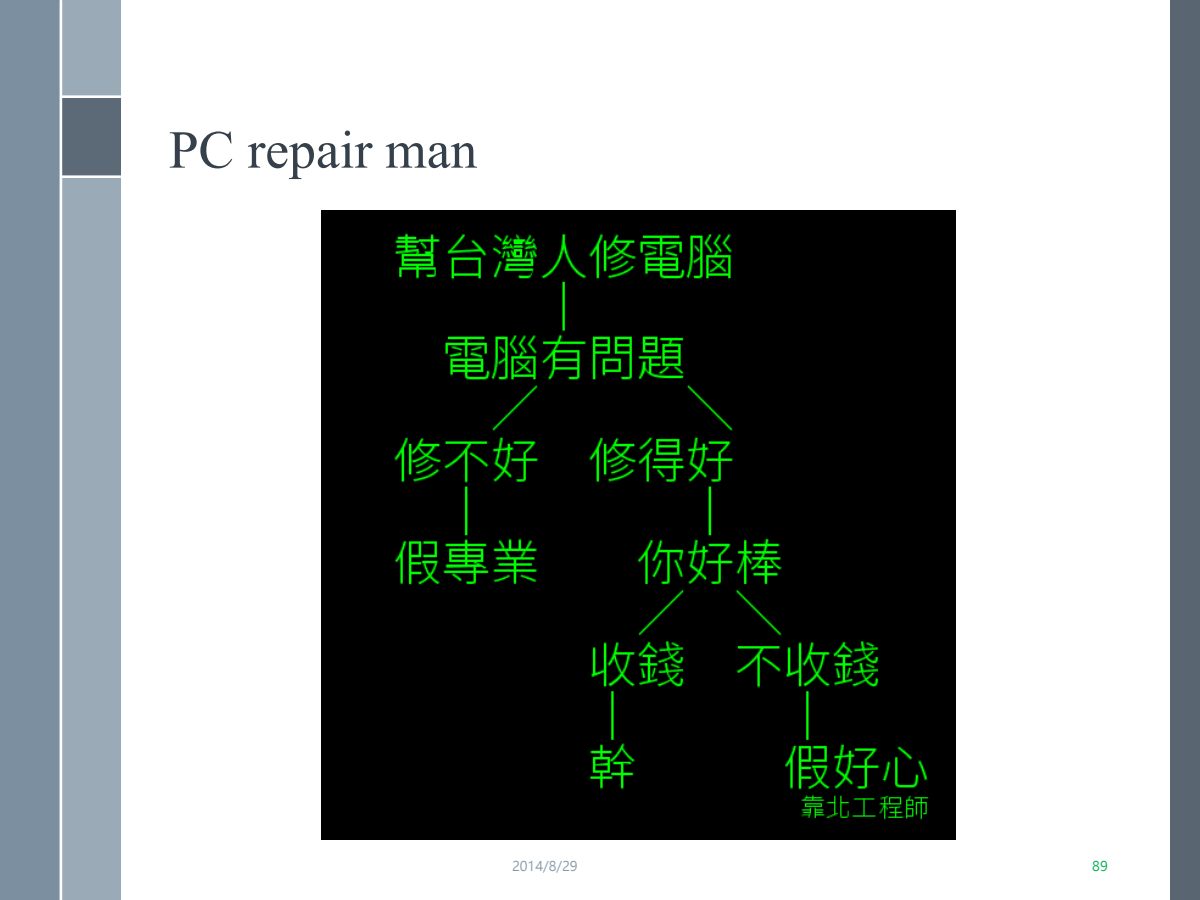 PC repair man
幫台灣人修電腦
電腦有問題
修不好 修得好
假專業 你好棒
收錢 不收錢
幹 假好心
靠北工程師
2014/8/29 89